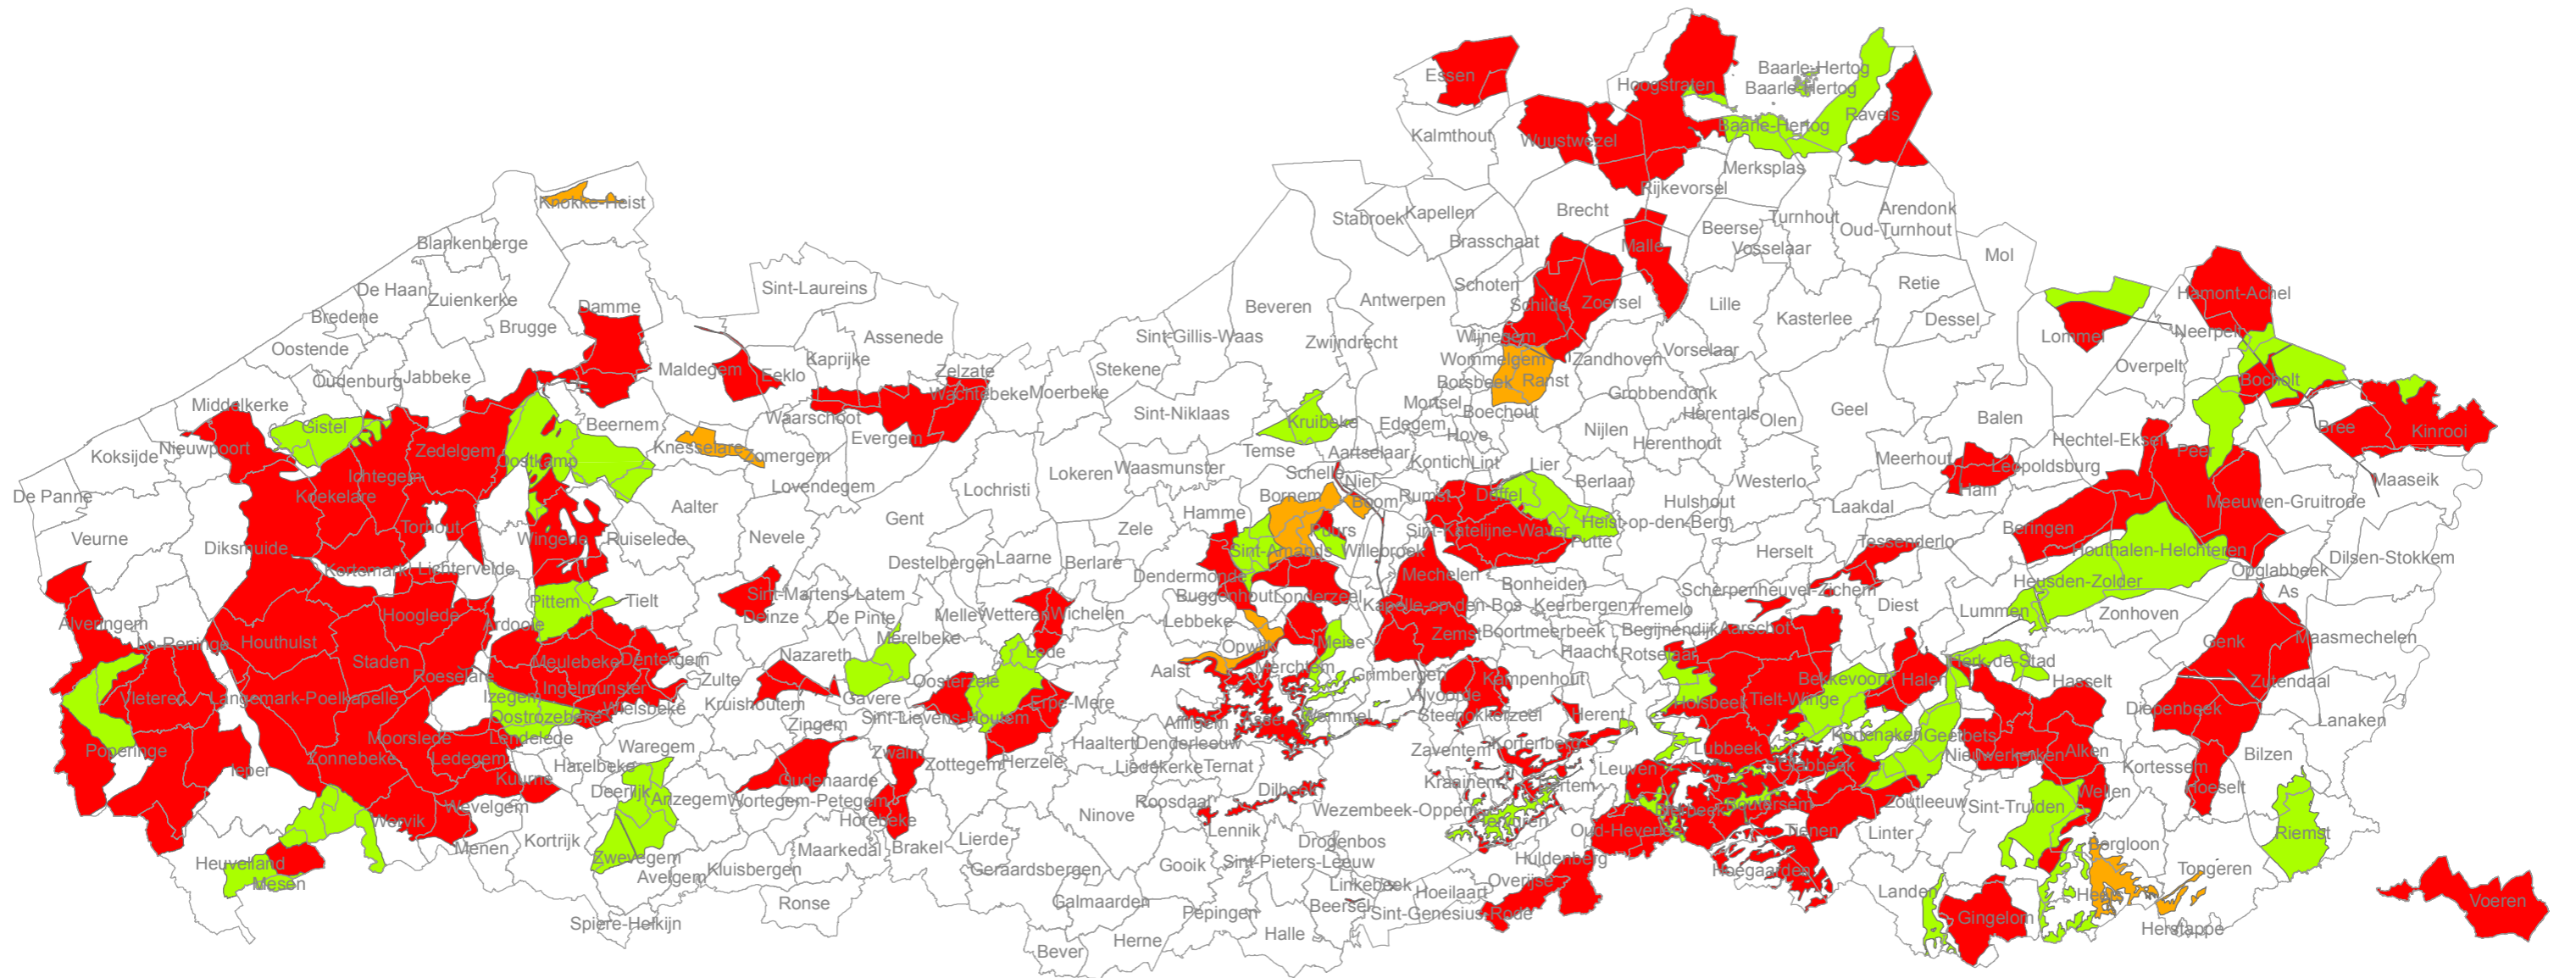 Essen
Hoogstraten
Baarle-Hertog
Baarle-Hertog
Baarle-Hertog
Ravels
Kalmthout
Wuustwezel
Merksplas
Rijkevorsel
Knokke-Heist
Stabroek
Kapellen
Brecht
Beerse
Turnhout
Arendonk
Oud-Turnhout
Vosselaar
Blankenberge
Brasschaat
Malle
Mol
De Haan
Zuienkerke
Sint-Laureins
Schoten
Retie
Bredene
Damme
Beveren
Antwerpen
Schilde
Zoersel
Lille
Hamont-Achel
Brugge
Assenede
Sint-Gillis-Waas
Zwijndrecht
Wijnegem
Kasterlee
Dessel
Lommel
Neerpelt
Oostende
Kaprijke
Wommelgem
Zandhoven
Vorselaar
Oudenburg
Jabbeke
Maldegem
Eeklo
Zelzate
Wachtebeke
Moerbeke
Stekene
Borsbeek
Ranst
Grobbendonk
Overpelt
Bocholt
Middelkerke
Waarschoot
Sint-Niklaas
Kruibeke
Mortsel
Boechout
Herentals
Olen
Geel
Balen
Gistel
Beernem
Evergem
Edegem
Hove
Nijlen
Herenthout
Bree
Kinrooi
Koksijde
Nieuwpoort
Zedelgem
Oostkamp
Knesselare
Zomergem
Temse
Aartselaar
Kontich
Lint
Lier
Meerhout
Hechtel-Eksel
Peer
De Panne
Ichtegem
Koekelare
Lovendegem
Lokeren
Waasmunster
Schelle
Niel
Boom
Rumst
Duffel
Berlaar
Westerlo
Leopoldsburg
Ham
Maaseik
Aalter
Lochristi
Bornem
Hulshout
Laakdal
Meeuwen-Gruitrode
Veurne
Diksmuide
Torhout
Wingene
Ruiselede
Nevele
Gent
Zele
Hamme
Puurs
Sint-Katelijne-Waver
Heist-op-den-Berg
Putte
Beringen
Kortemark
Lichtervelde
Destelbergen
Laarne
Berlare
Sint-Amands
Willebroek
Herselt
Tessenderlo
Houthalen-Helchteren
Dilsen-Stokkem
Opglabbeek
Pittem
Tielt
Sint-Martens-Latem
Deinze
Dendermonde
Buggenhout
Londerzeel
Mechelen
Bonheiden
Scherpenheuvel-Zichem
Heusden-Zolder
As
Alveringem
Hooglede
Ardooie
De Pinte
Melle
Wetteren
Wichelen
Lebbeke
Kapelle-op-den-Bos
Keerbergen
Tremelo
Diest
Lummen
Zonhoven
Lo-Reninge
Houthulst
Staden
Meulebeke
Dentergem
Nazareth
Merelbeke
Lede
Opwijk
Meise
Zemst
Boortmeerbeek
Begijnendijk
Aarschot
Genk
Maasmechelen
Roeselare
Zulte
Aalst
Merchtem
Haacht
Rotselaar
Herk-de-Stad
Vleteren
Langemark-Poelkapelle
Izegem
Ingelmunster
Wielsbeke
Kruishoutem
Gavere
Oosterzele
Erpe-Mere
Grimbergen
Vilvoorde
Kampenhout
Holsbeek
Tielt-Winge
Bekkevoort
Halen
Hasselt
Zutendaal
Oostrozebeke
Zingem
Sint-Lievens-Houtem
Affligem
Asse
Wemmel
Steenokkerzeel
Herent
Diepenbeek
Lanaken
Poperinge
Ieper
Moorslede
Lendelede
Waregem
Haaltert
Denderleeuw
Zaventem
Kortenberg
Lubbeek
Kortenaken
Geetbets
Nieuwerkerken
Alken
Bilzen
Zonnebeke
Ledegem
Kuurne
Harelbeke
Zwalm
Zottegem
Herzele
Liedekerke
Ternat
Kraainem
Bertem
Leuven
Glabbeek
Kortessem
Hoeselt
Wervik
Wevelgem
Deerlijk
Anzegem
Wortegem-Petegem
Oudenaarde
Horebeke
Roosdaal
Dilbeek
Wezembeek-Oppem
Tervuren
Bierbeek
Boutersem
Zoutleeuw
Sint-Truiden
Wellen
Riemst
Menen
Kortrijk
Zwevegem
Maarkedal
Brakel
Lierde
Ninove
Lennik
Drogenbos
Oud-Heverlee
Tienen
Linter
Borgloon
Heuvelland
Mesen
Avelgem
Kluisbergen
Geraardsbergen
Gooik
Sint-Pieters-Leeuw
Huldenberg
Hoegaarden
Tongeren
Ronse
Galmaarden
Pepingen
Linkebeek
Beersel
Hoeilaart
Overijse
Sint-Genesius-Rode
Landen
Gingelom
Heers
Voeren
Spiere-Helkijn
Bever
Herne
Halle
Herstappe